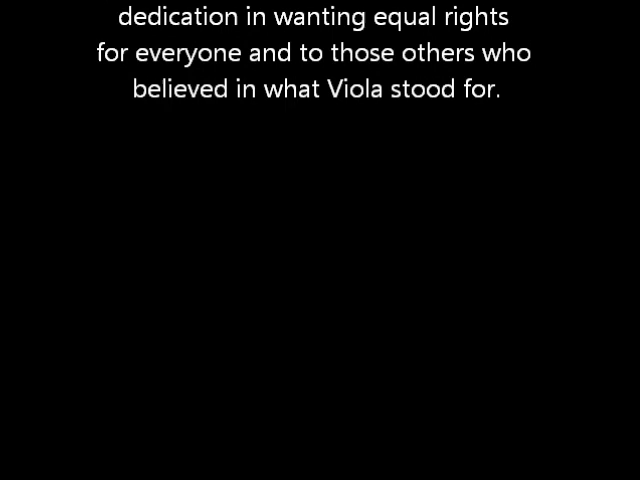 dedication in wanting equal rights
for everyone and to those others who
believed in what Viola stood for.